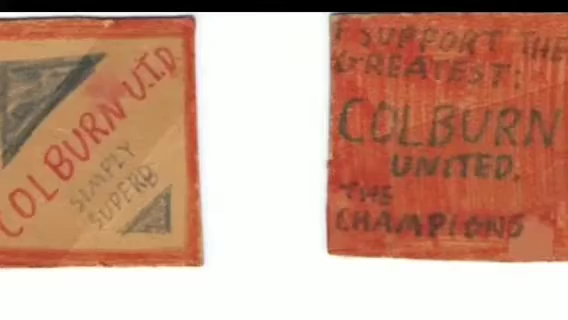 COLBURN U.T.D
SIMPLY
SUPERB
I SUPPORT THE
GREATEST:
COLBURN
UNITED.
THE
CHAMPIONS